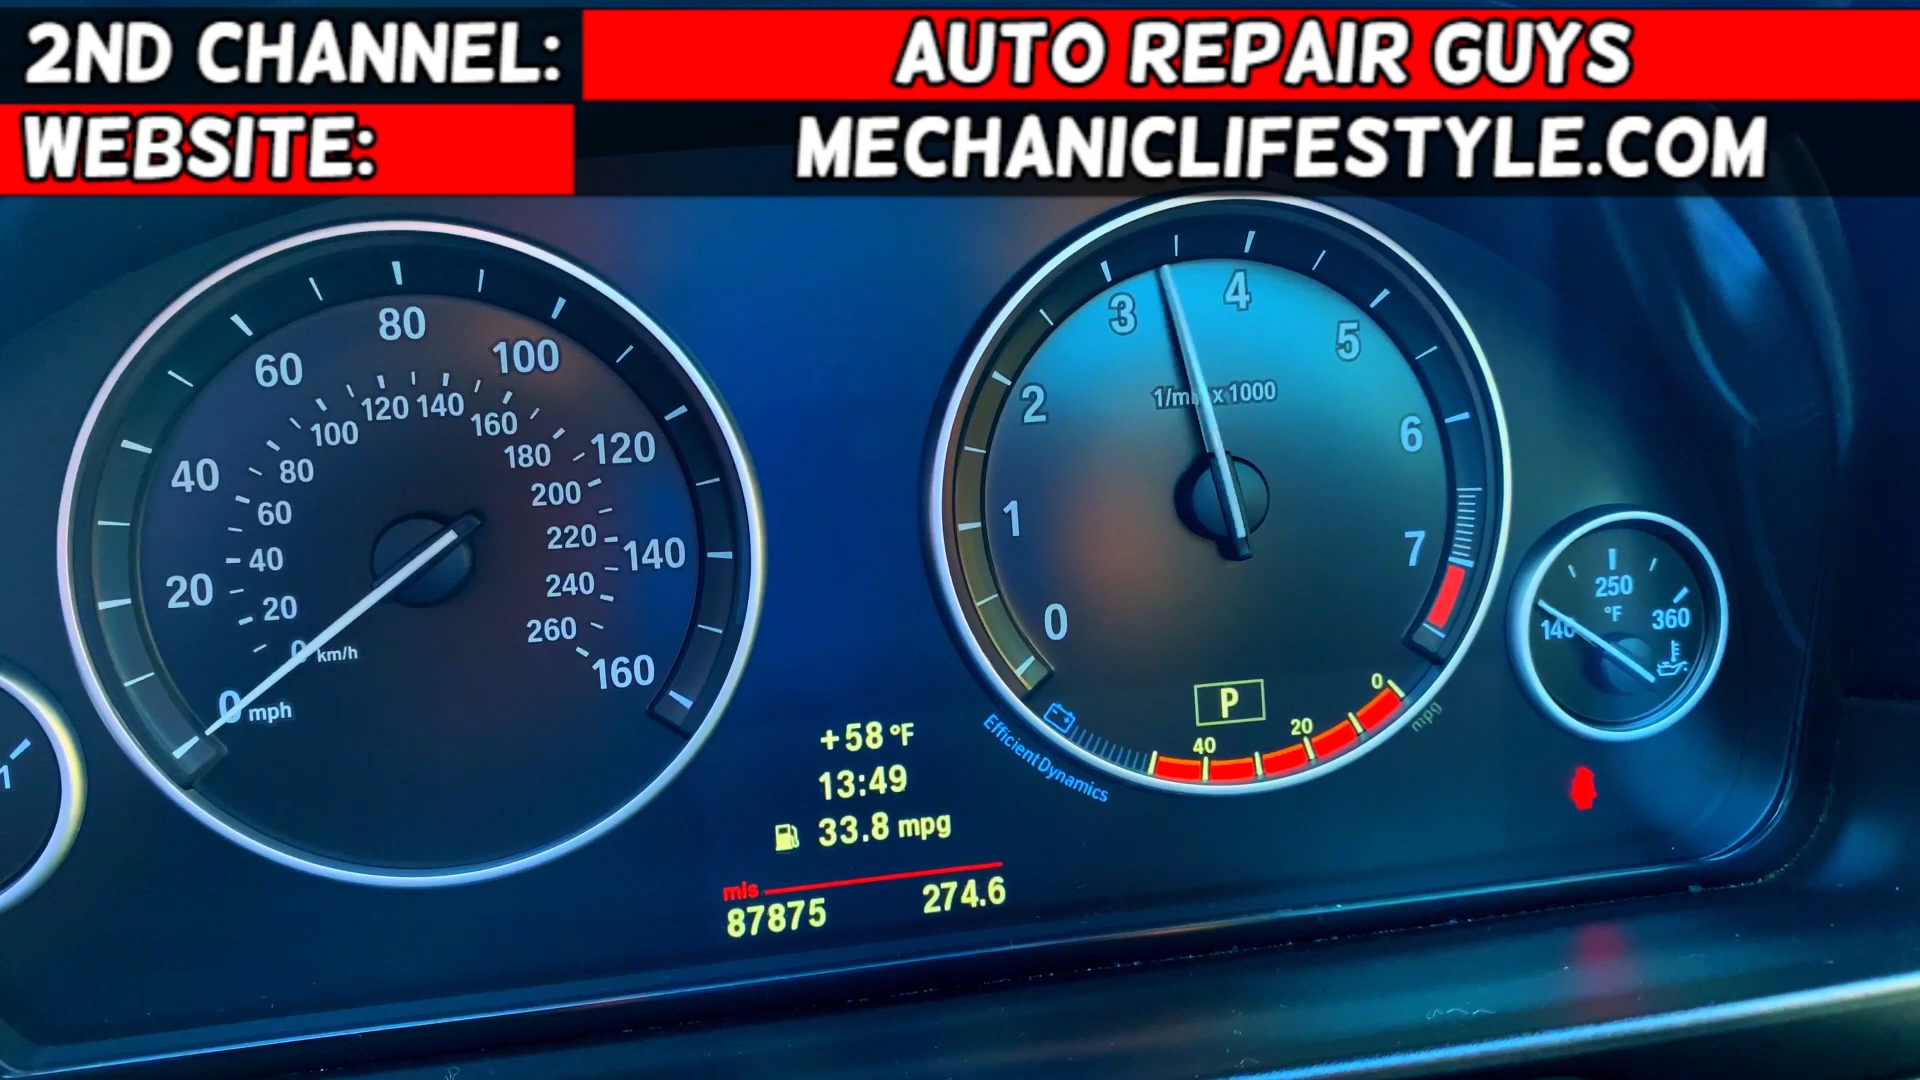 2ND CHANNEL: AUTO REPAIR GUYS
WEBSITE: MECHANICLIFESTYLE.COM
0 20 40 60 80 100 120 140 160
mph
0 20 40 60 80 100 120 140 160 180 200 220 240 260
km/h
0 1 2 3 4 5 6 7
x 1000
P
40 20 0
mpg
EfficientDynamics
140 250 360
°F
1
+58 °F
13:49
33.8 mpg
mls
87875 274.6